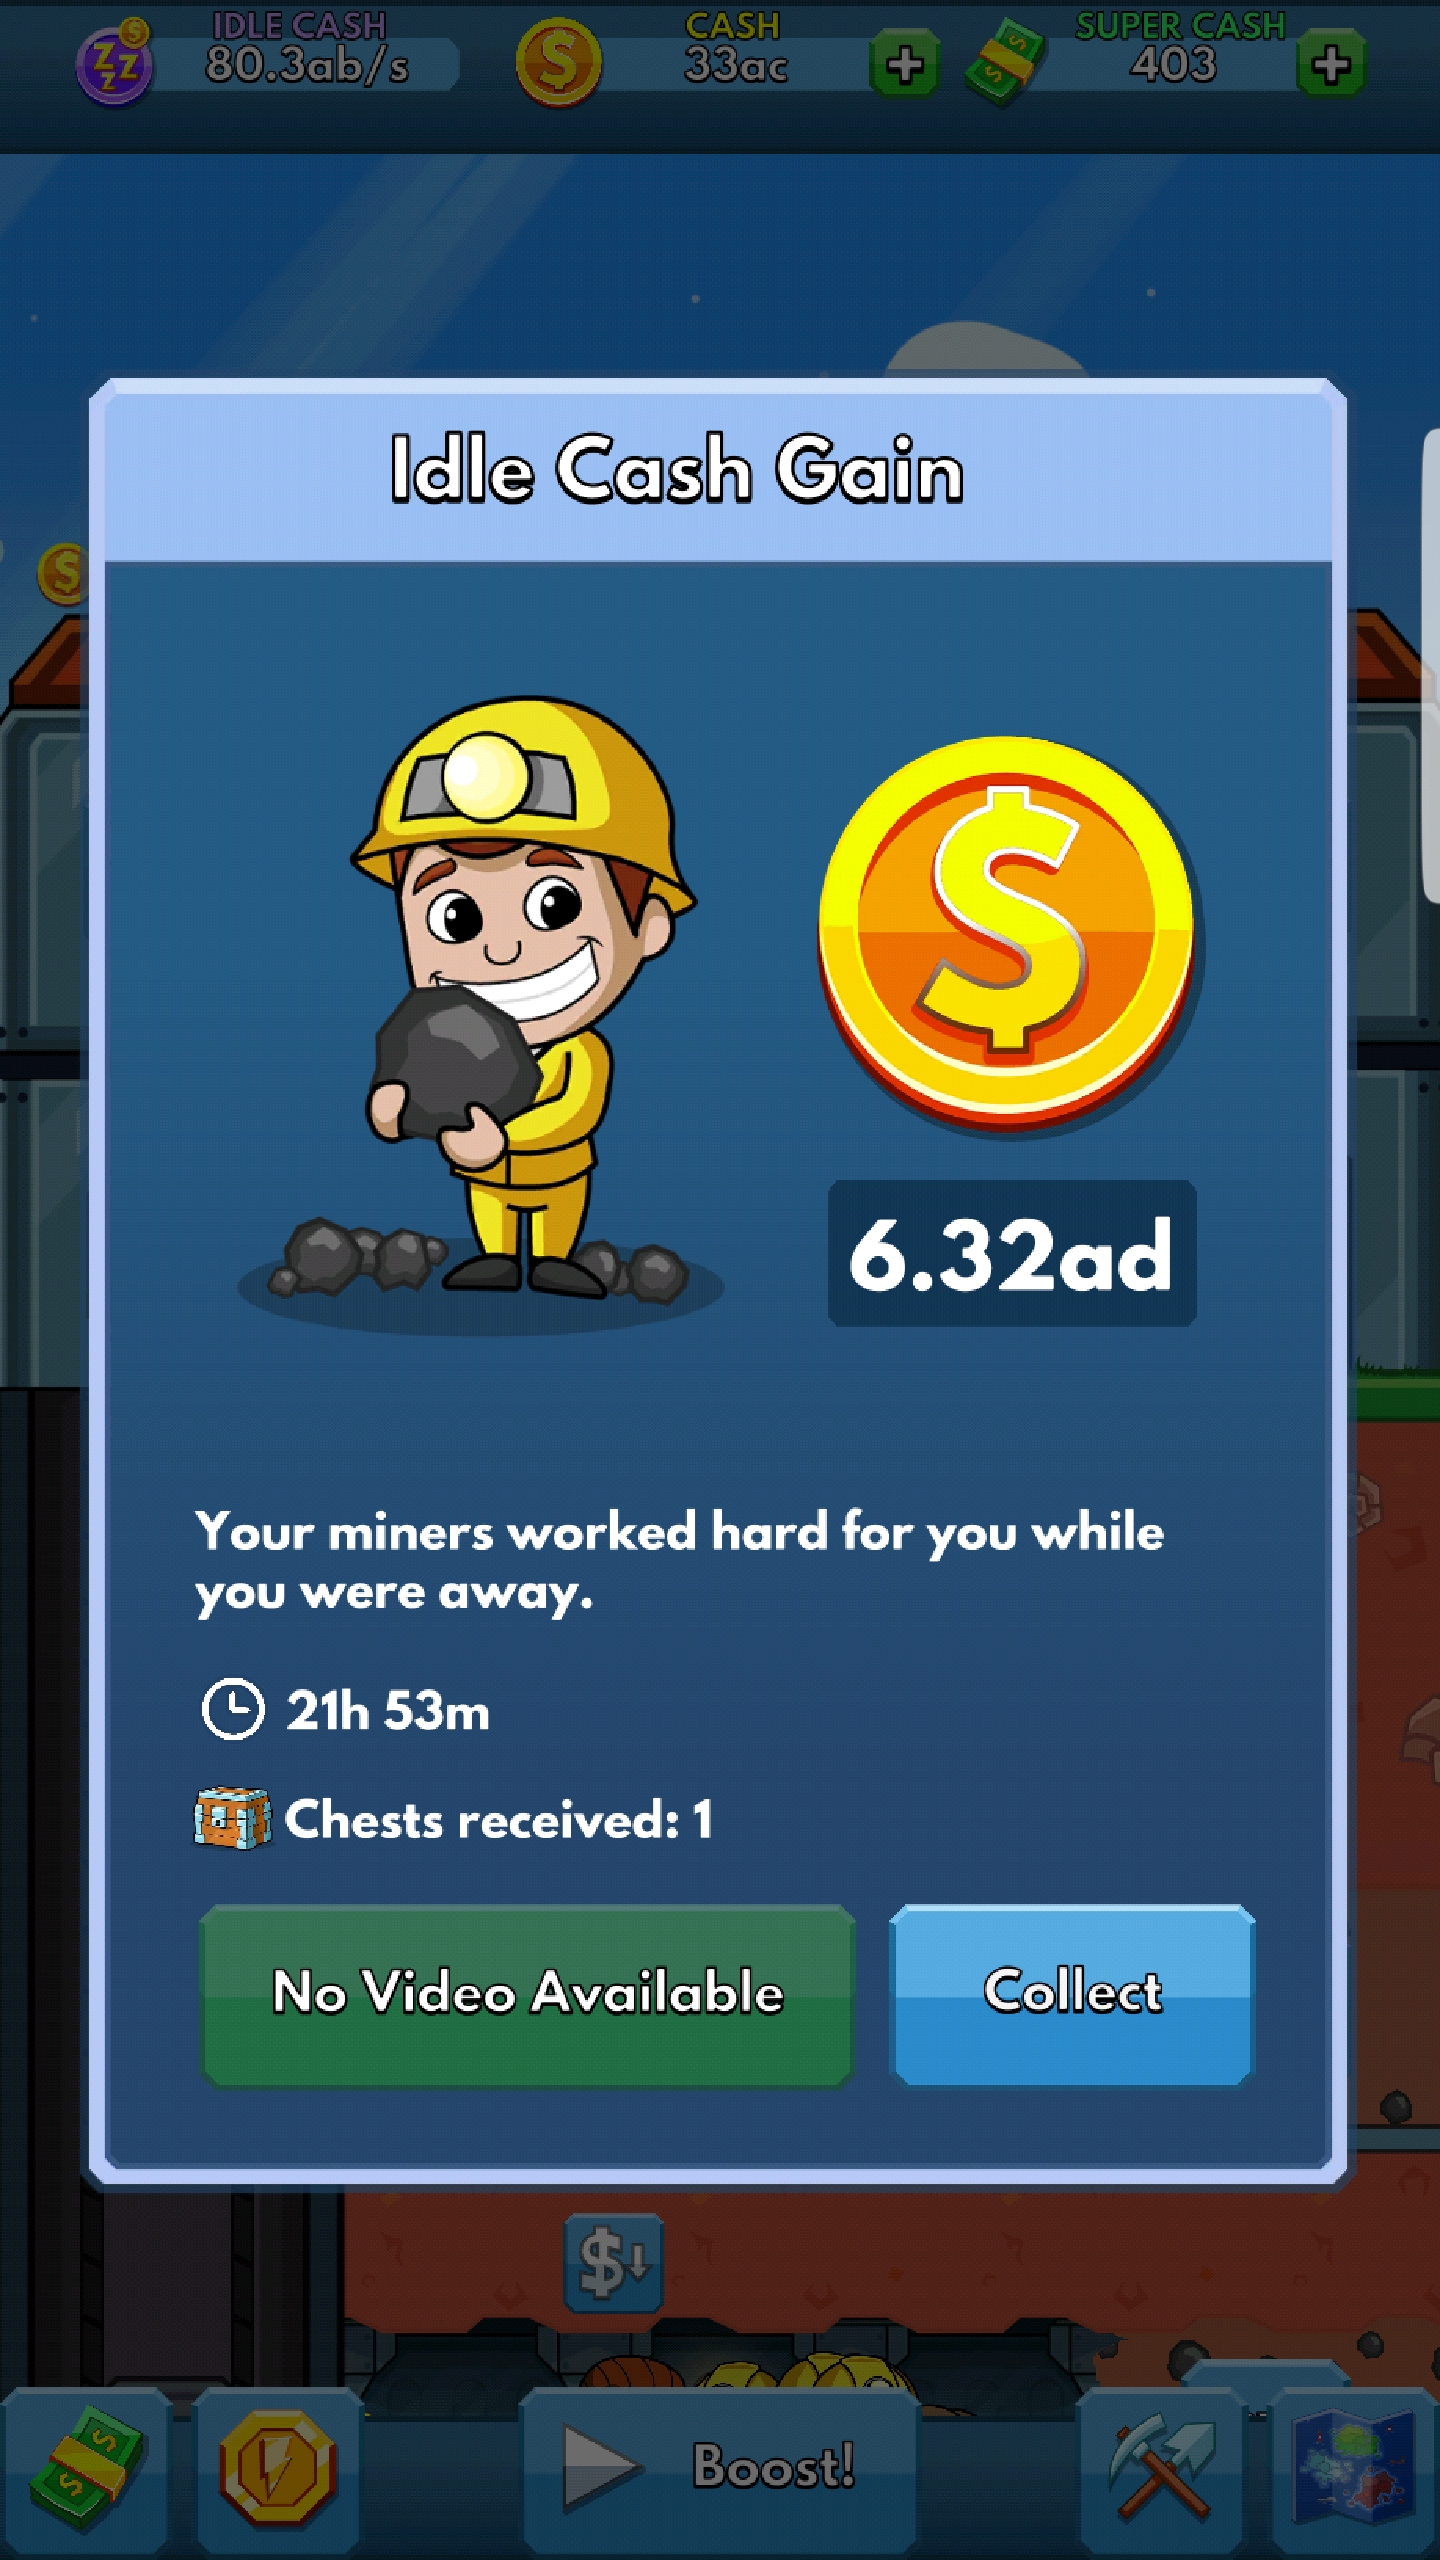 IDLE CASH
80.3ab/s
CASH
33ac
SUPER CASH
403
Idle Cash Gain
6.32ad
Your miners worked hard for you while
you were away.
21h 53m
Chests received: 1
No Video Available
Collect
Boost!